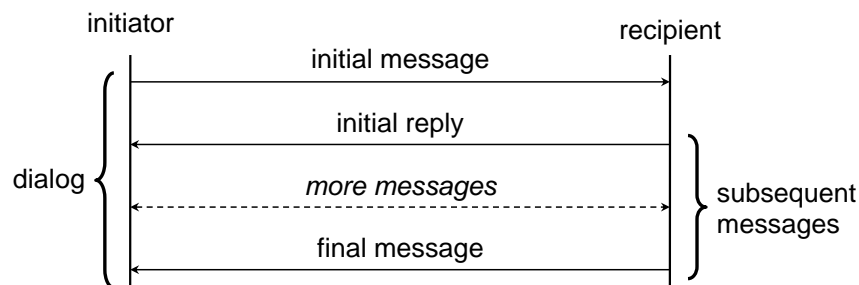 initiator
recipient
initial message
initial reply
dialog
more messages
subsequent
messages
final message